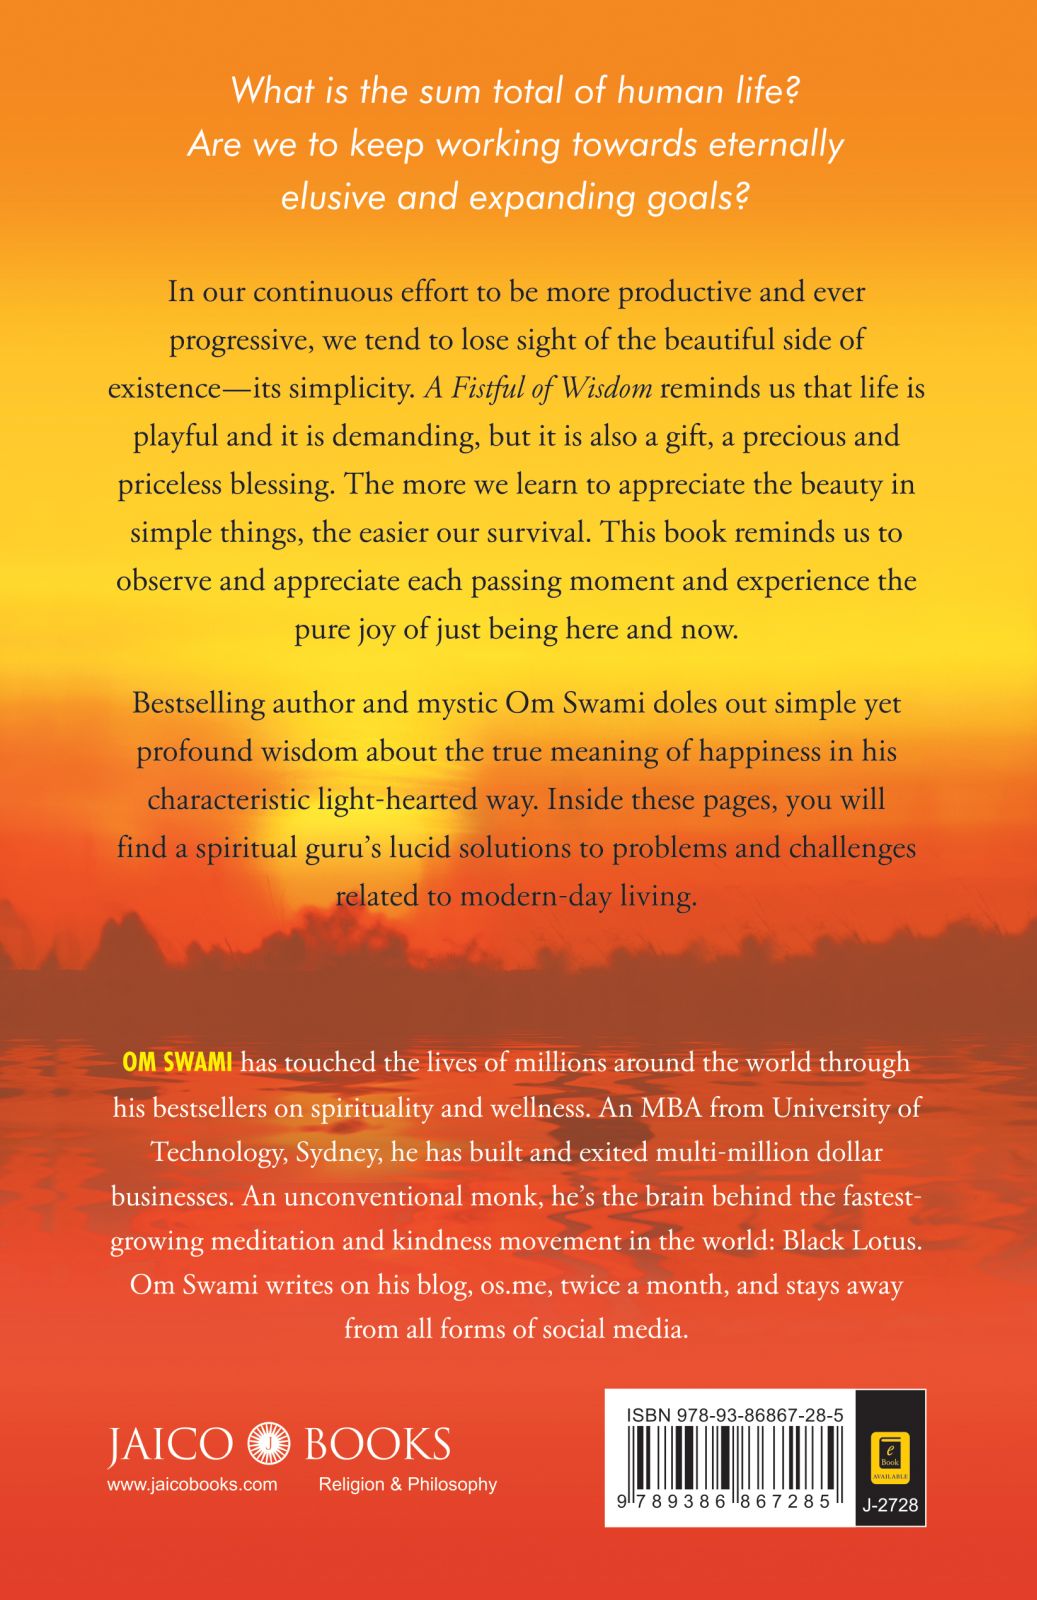 What is the sum total of human life?
Are we to keep working towards eternally
elusive and expanding goals?
In our continuous effort to be more productive and ever
progressive, we tend to lose sight of the beautiful side of
existence—its simplicity. A Fistful of Wisdom reminds us that life is
playful and it is demanding, but it is also a gift, a precious and
priceless blessing. The more we learn to appreciate the beauty in
simple things, the easier our survival. This book reminds us to
observe and appreciate each passing moment and experience the
pure joy of just being here and now.
Bestselling author and mystic Om Swami doles out simple yet
profound wisdom about the true meaning of happiness in his
characteristic light-hearted way. Inside these pages, you will
find a spiritual guru’s lucid solutions to problems and challenges
related to modern-day living.
OM SWAMI has touched the lives of millions around the world through
his bestsellers on spirituality and wellness. An MBA from University of
Technology, Sydney, he has built and exited multi-million dollar
businesses. An unconventional monk, he’s the brain behind the fastest-
growing meditation and kindness movement in the world: Black Lotus.
Om Swami writes on his blog, os.me, twice a month, and stays away
from all forms of social media.
JAICO J BOOKS
www.jaicobooks.com Religion & Philosophy
ISBN 978-93-86867-28-5
9 789386 867285
e
Book
AVAILABLE
J-2728